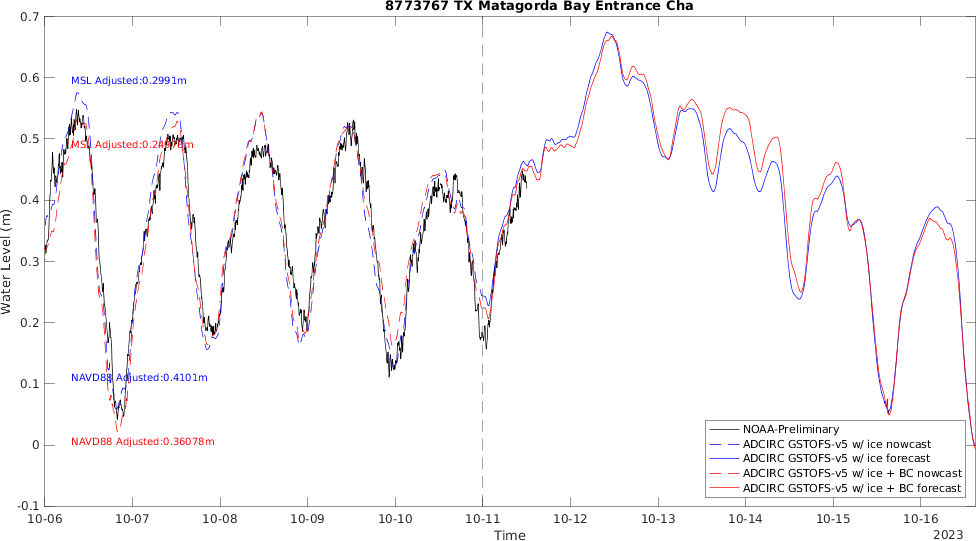 8773767 TX Matagorda Bay Entrance Cha
0.7
0.6
0.5
0.4
0.3
0.2
0.1
0
-0.1
Water Level (m)
MSL Adjusted:0.2991m
NAVD88 Adjusted:0.4101m
NAVD88 Adjusted:0.36078m
NOAA-Preliminary
ADCIRC GSTOFS-v5 w/ ice nowcast
ADCIRC GSTOFS-v5 w/ ice forecast
ADCIRC GSTOFS-v5 w/ ice + BC nowcast
ADCIRC GSTOFS-v5 w/ ice + BC forecast
10-06 10-07 10-08 10-09 10-10 10-11 10-12 10-13 10-14 10-15 10-16
Time
2023